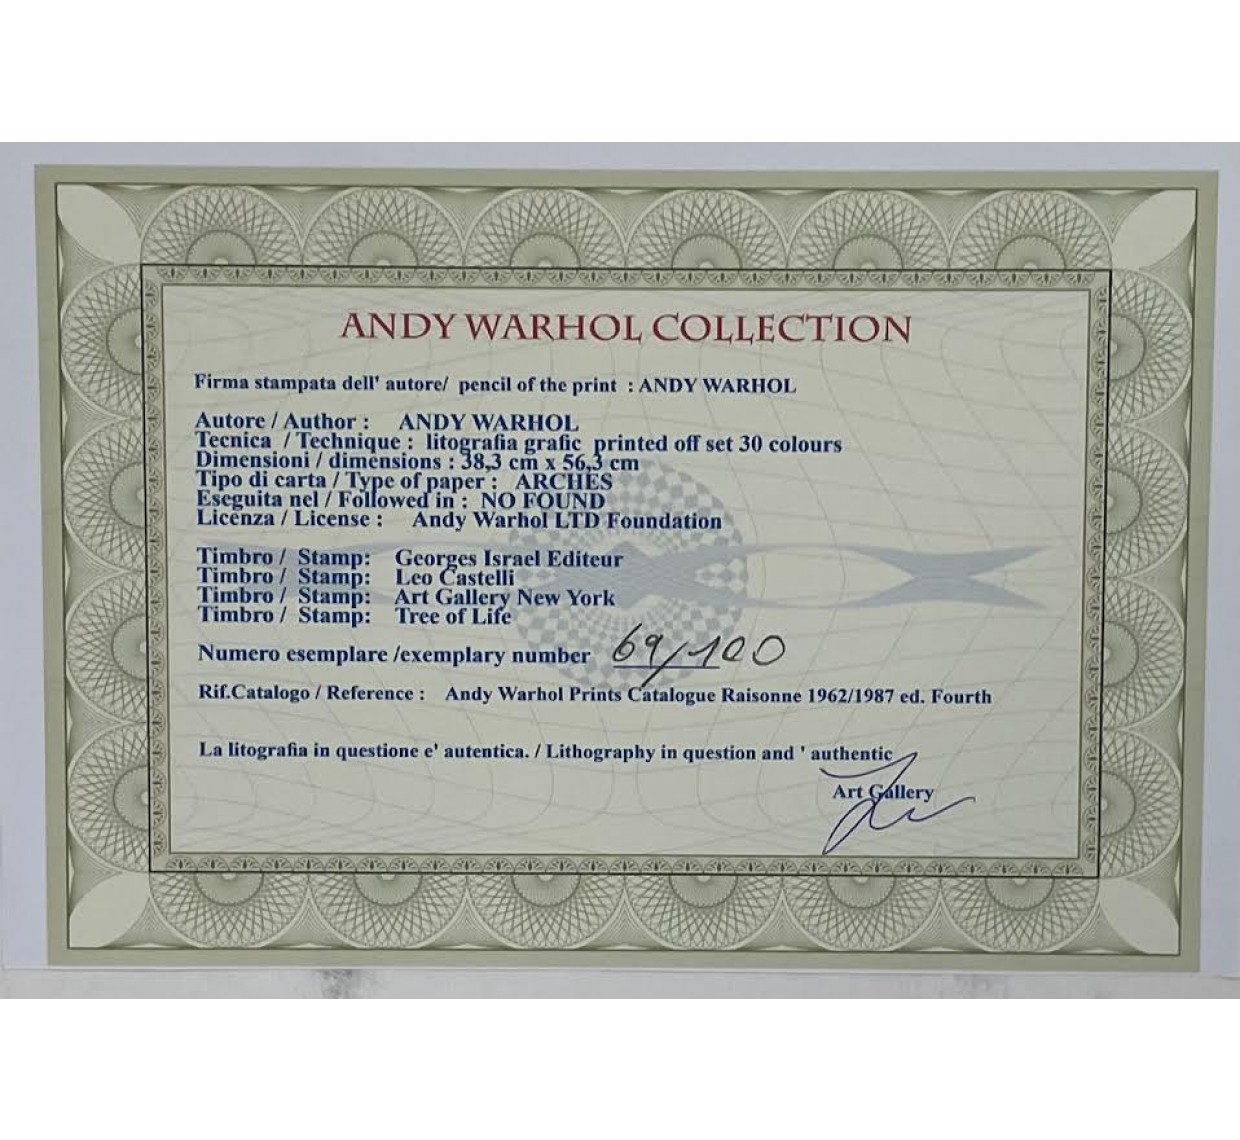 ANDY WARHOL COLLECTION
Firma stampata dell' autore/ pencil of the print : ANDY WARHOL
Autore / Author : ANDY WARHOL
Tecnica / Technique : litografia grafic printed off set 30 colours
Dimensioni / dimensions : 38,3 cm x 56,3 cm
Tipo di carta / Type of paper : ARCHES
Eseguita nel / Followed in : NO FOUND
Licenza / License : Andy Warhol LTD Foundation
Timbro / Stamp: Georges Israel Editeur
Timbro / Stamp: Leo Castelli
Timbro / Stamp: Art Gallery New York
Timbro / Stamp: Tree of Life
Numero esemplare /exemplary number 69/100
Rif.Catalogo / Reference : Andy Warhol Prints Catalogue Raisonne 1962/1987 ed. Fourth
La litografia in questione e' autentica. / Lithography in question and ' authentic
Art Gallery